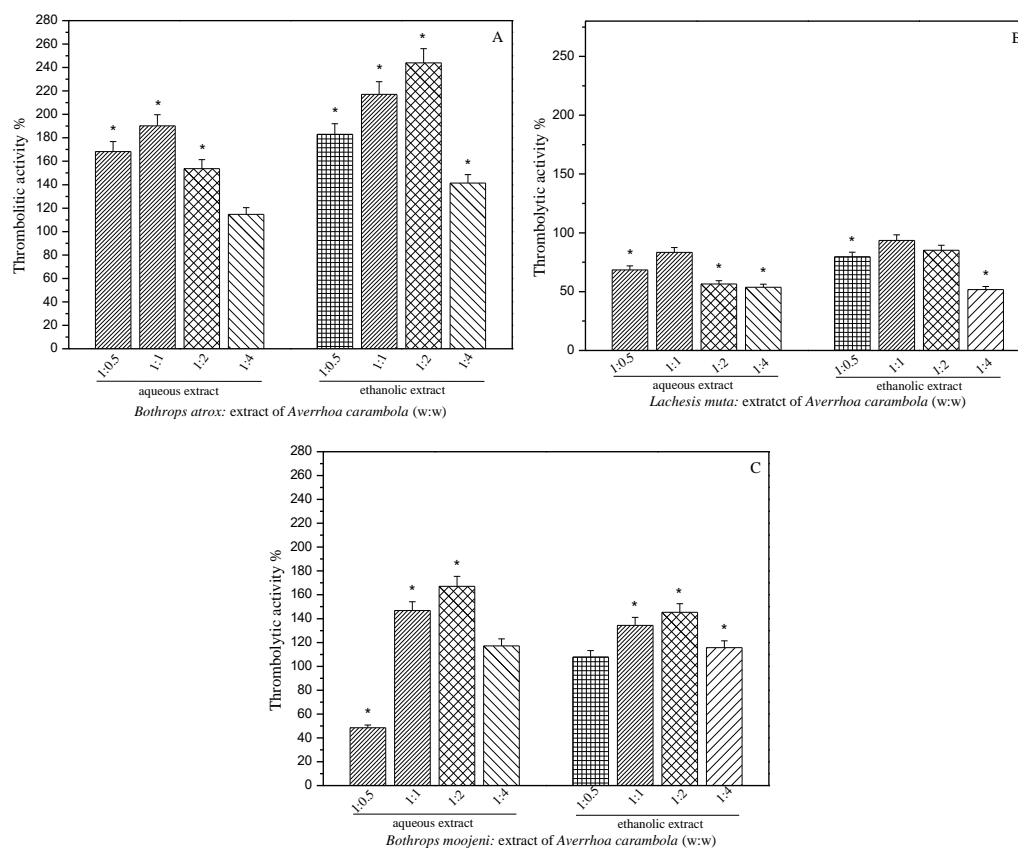 A
Thrombolitic activity %
280
260
240
220
200
180
160
140
120
100
80
60
40
20
0
* * * * * * *
1:0.5 1:1 1:2 1:4 1:0.5 1:1 1:2 1:4
aqueous extract ethanolic extract
Bothrops atrox: extract of Averrhoa carambola (w:w)
B
Thrombolytic activity %
250
200
150
100
50
0
* * * * *
1:0.5 1:1 1:2 1:4 1:0.5 1:1 1:2 1:4
aqueous extract ethanolic extract
Lachesis muta: extratct of Averrhoa carambola (w:w)
C
Thrombolytic activity %
280
260
240
220
200
180
160
140
120
100
80
60
40
20
0
* * * * * *
1:0.5 1:1 1:2 1:4 1:0.5 1:1 1:2 1:4
aqueous extract ethanolic extract
Bothrops moojeni: extract of Averrhoa carambola (w:w)